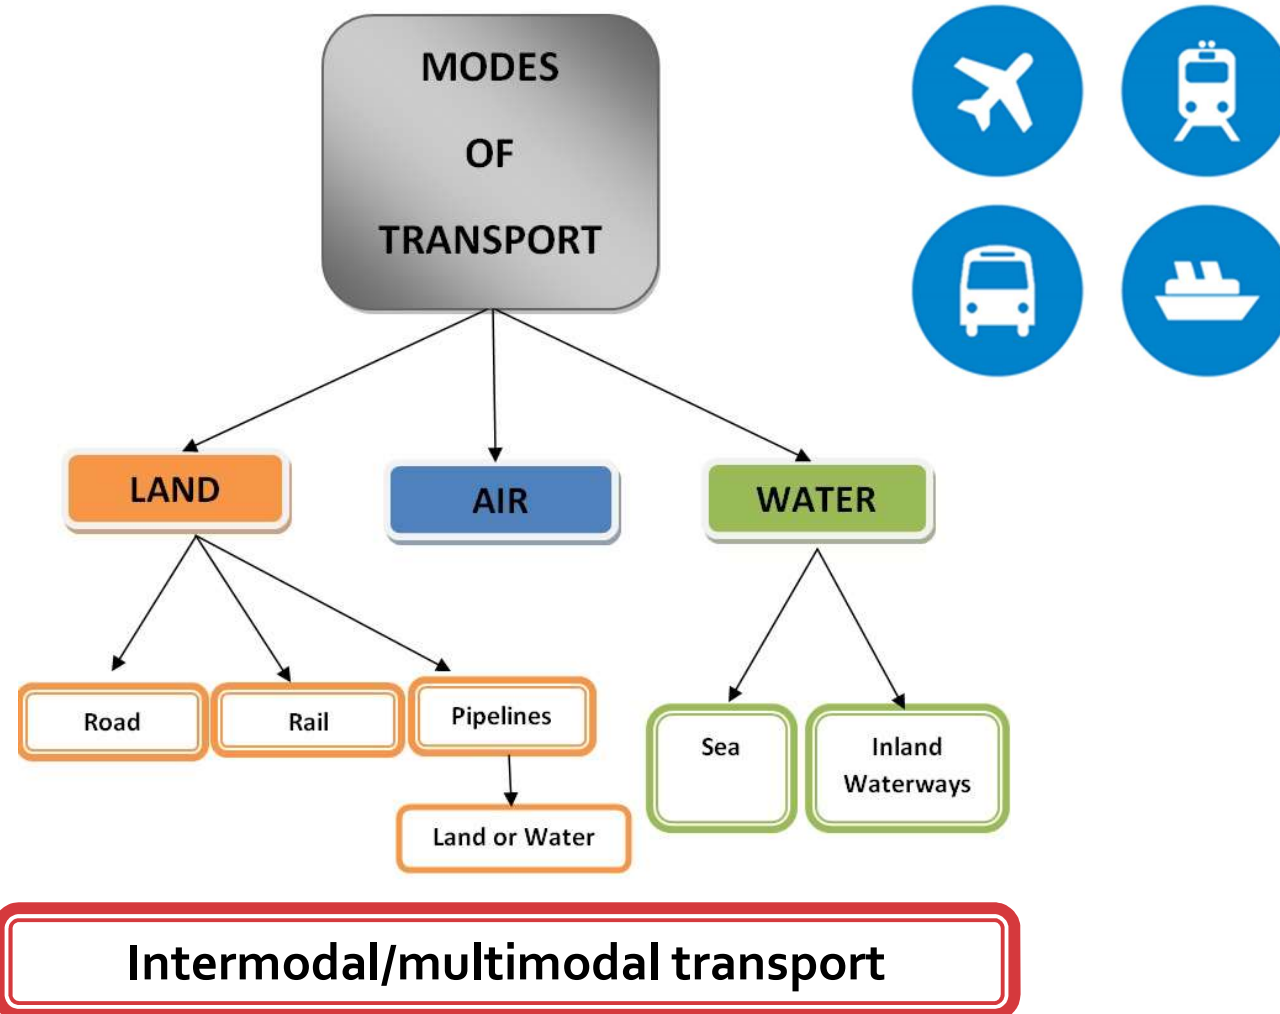 MODES
OF
TRANSPORT
LAND
AIR
WATER
Road
Rail
Pipelines
Sea
Inland
Waterways
Land or Water
Intermodal/multimodal transport